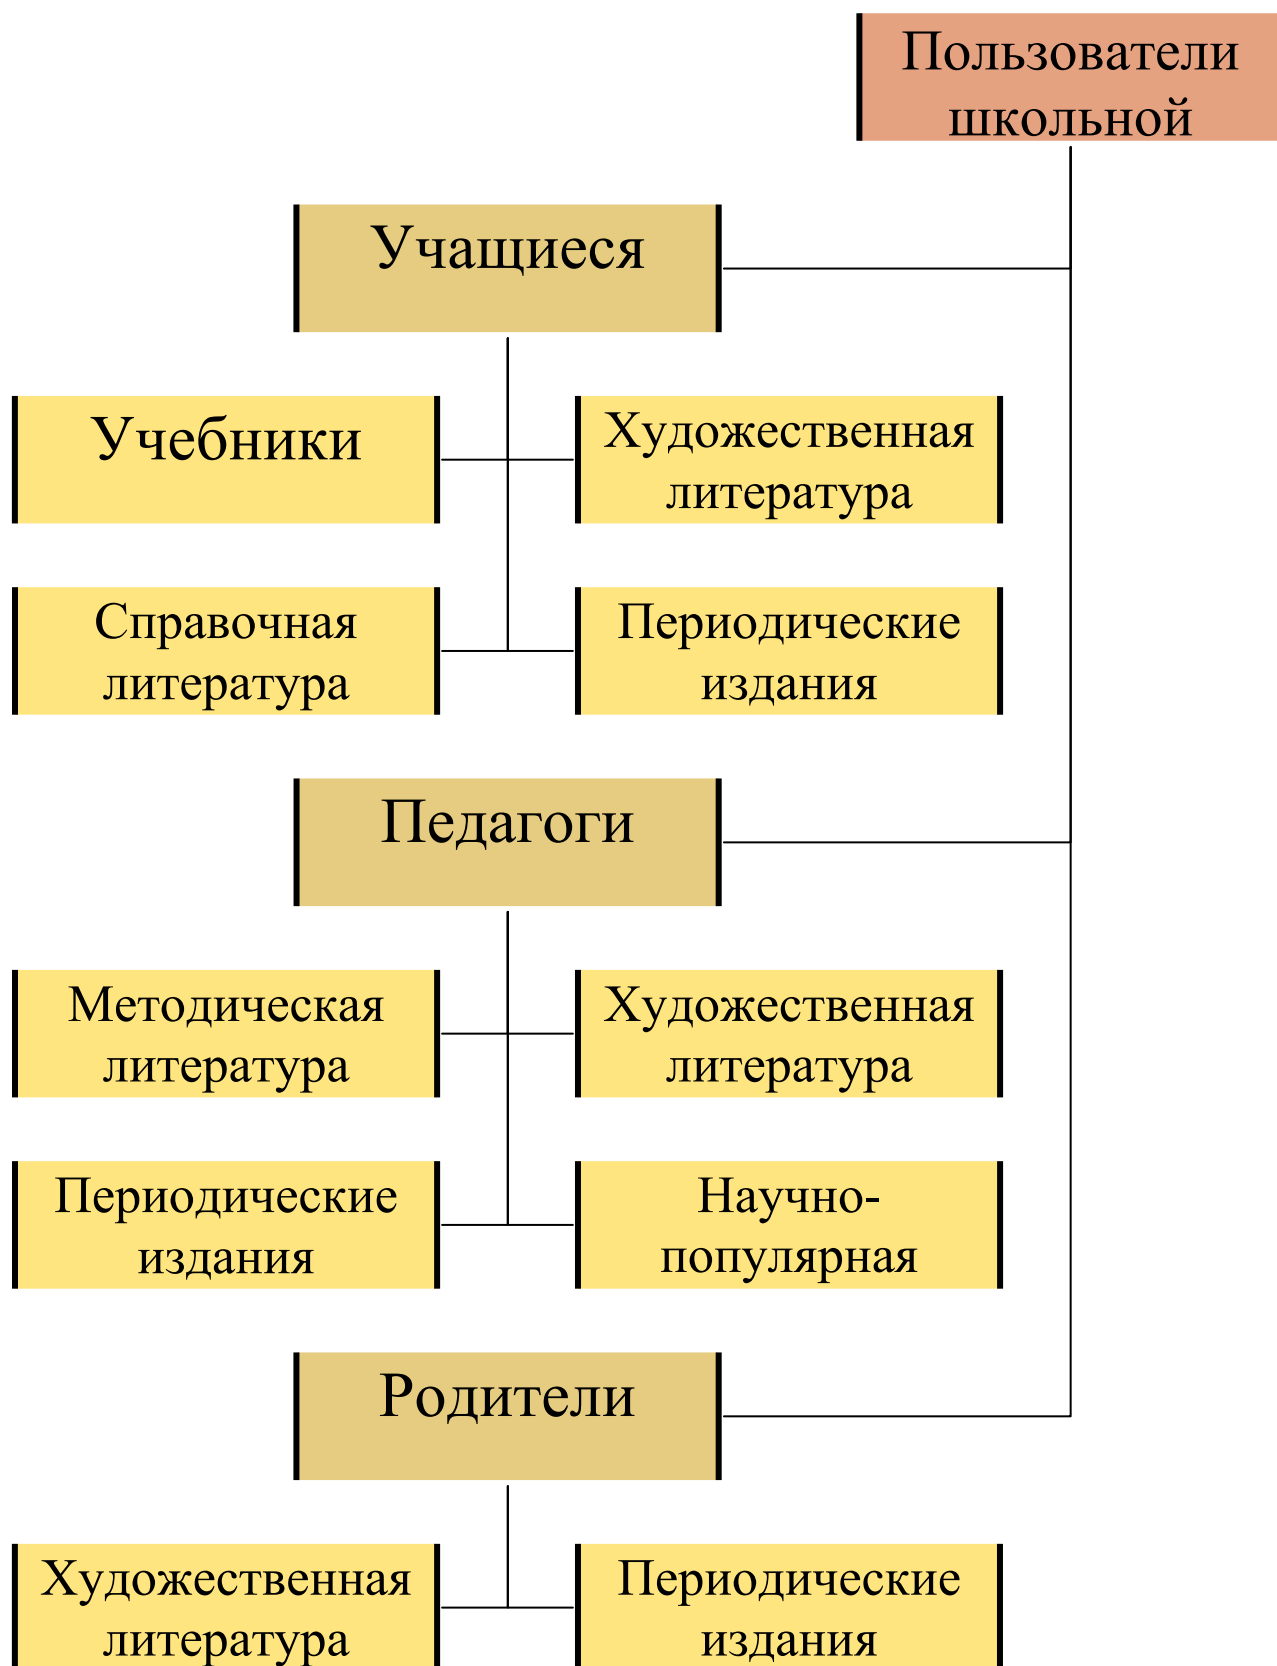 Пользователи
школьной
Учащиеся
Учебники
Художественная
литература
Справочная
литература
Периодические
издания
Педагоги
Методическая
литература
Художественная
литература
Периодические
издания
Научно-
популярная
Родители
Художественная
литература
Периодические
издания